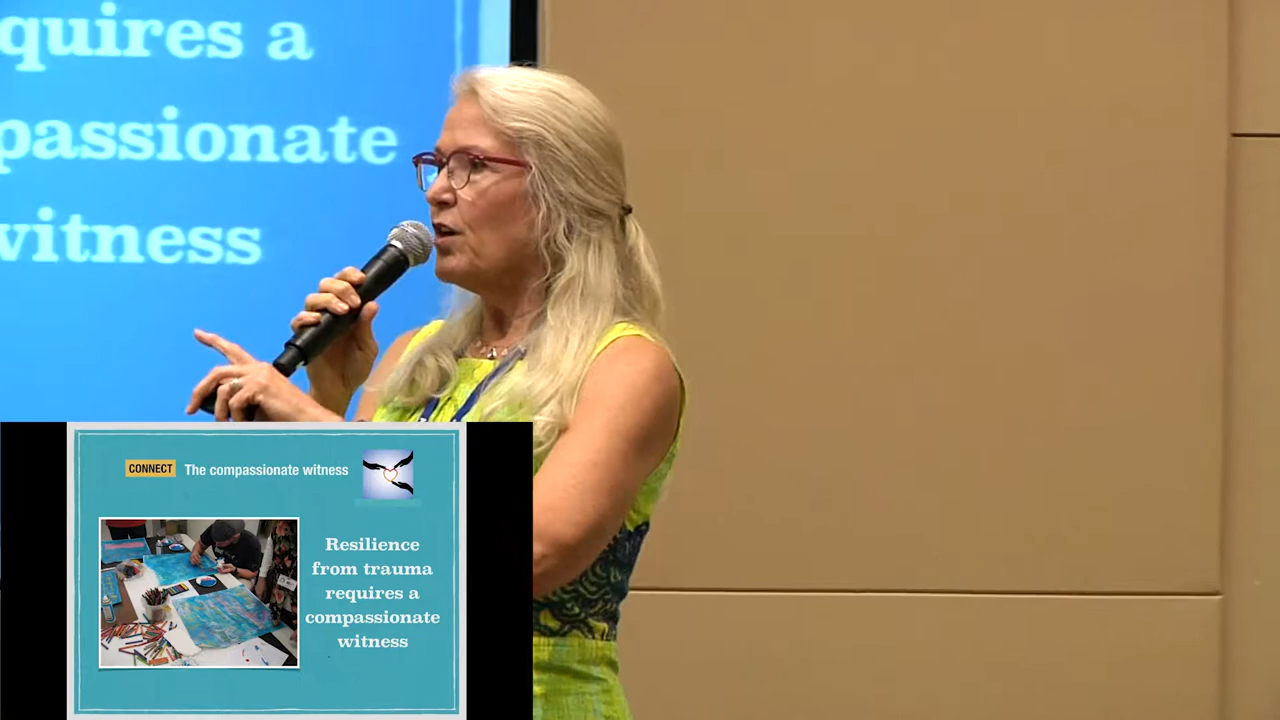 quires a
passionate
witness
CONNECT The compassionate witness
Resilience
from trauma
requires a
compassionate
witness